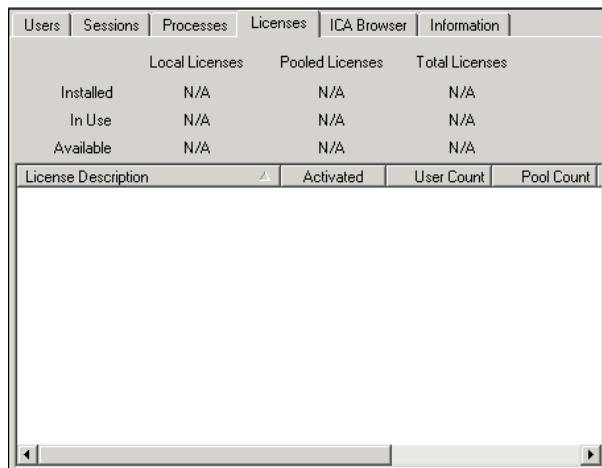 Users Sessions Processes Licenses ICA Browser Information
Local Licenses Pooled Licenses Total Licenses
Installed N/A N/A N/A
In Use N/A N/A N/A
Available N/A N/A N/A
License Description Activated User Count Pool Count